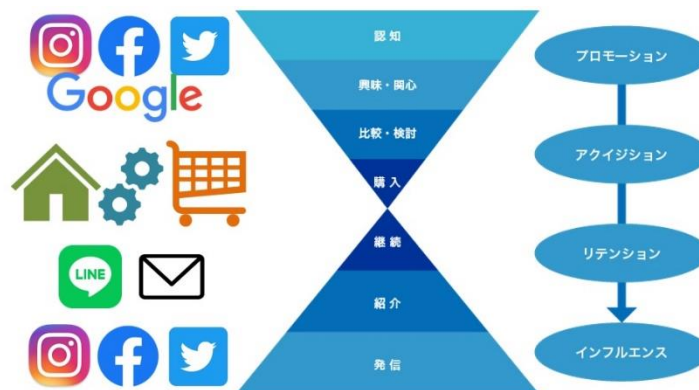 Google
LINE
認知
興味・関心
比較・検討
購入
継続
紹介
発信
プロモーション
アクイジション
リテンション
インフルエンス